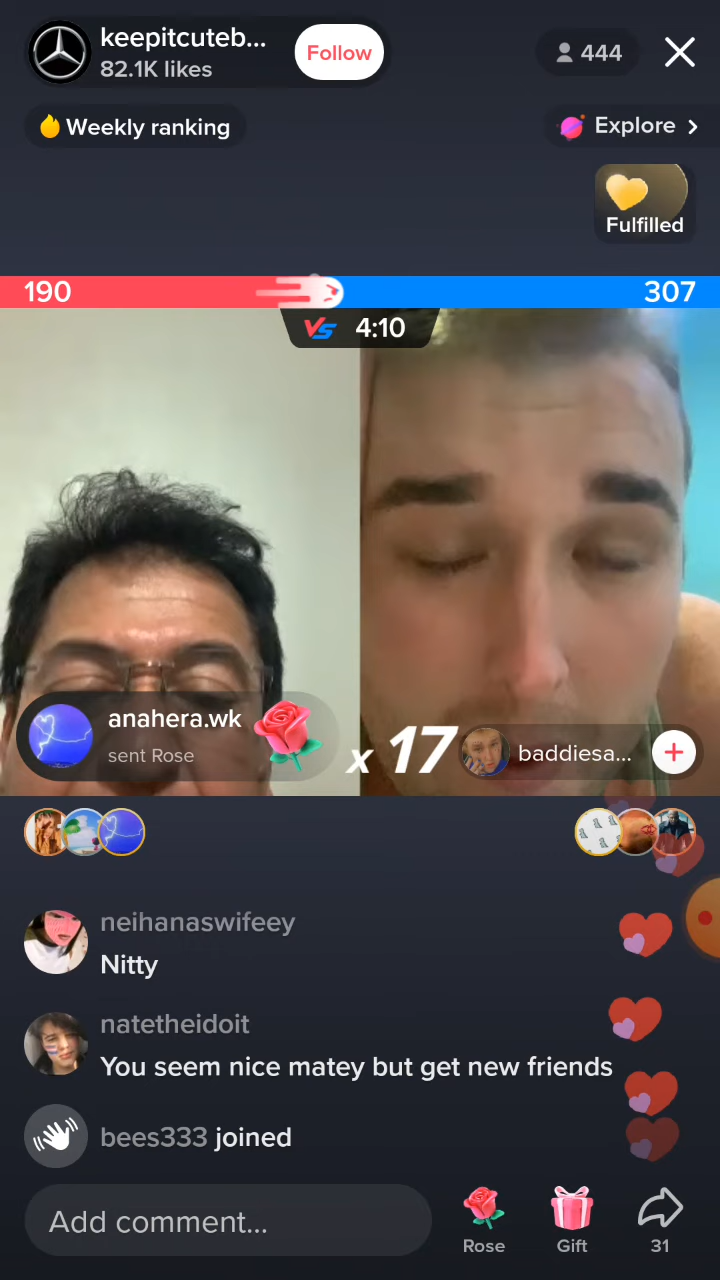 keepitcuteb...
82.1K likes
Follow
444
Weekly ranking
Explore
Fulfilled
190
307
VS 4:10
anahera.wk
sent Rose
x 17
baddiesa...
neihanaswifeey
Nitty
natetheidoit
You seem nice matey but get new friends
bees333 joined
Add comment...
Rose
Gift
31